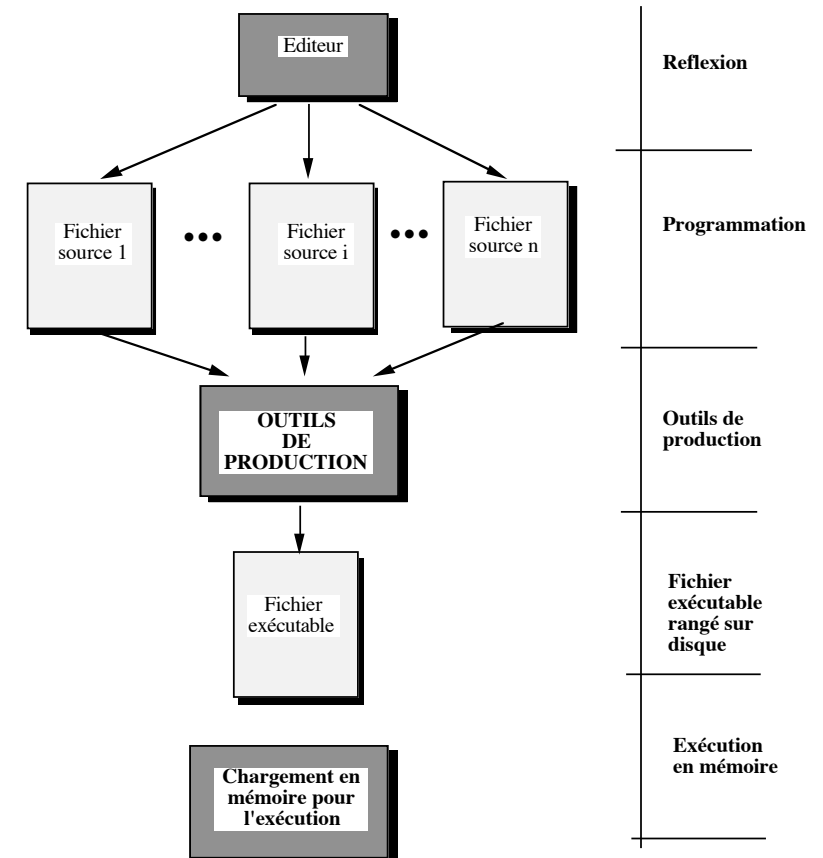 Editeur
Reflexion
Fichier
source 1
•••
Fichier
source i
•••
Fichier
source n
Programmation
OUTILS
DE
PRODUCTION
Outils de
production
Fichier
exécutable
Fichier
exécutable
rangé sur
disque
Chargement en
mémoire pour
l'exécution
Exécution
en mémoire